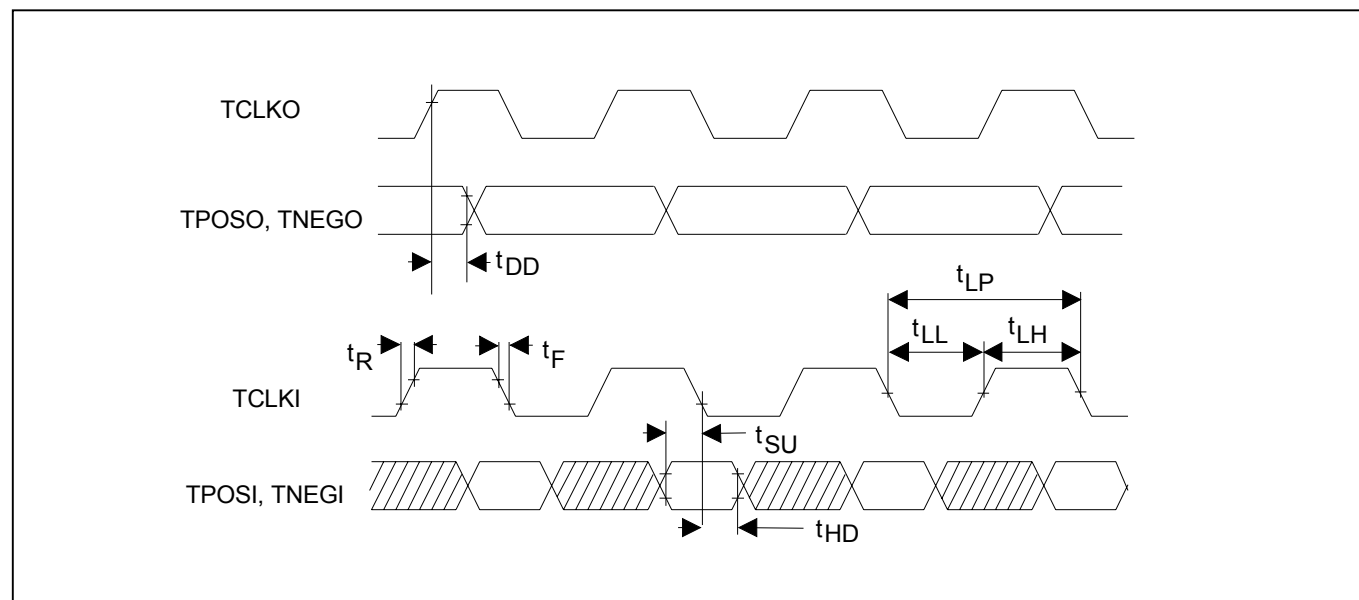 TCLKO
TPOSO, TNEGO
tDD
tLP
tLL
tLH
tR
tF
TCLKI
tSU
TPOSI, TNEGI
tHD